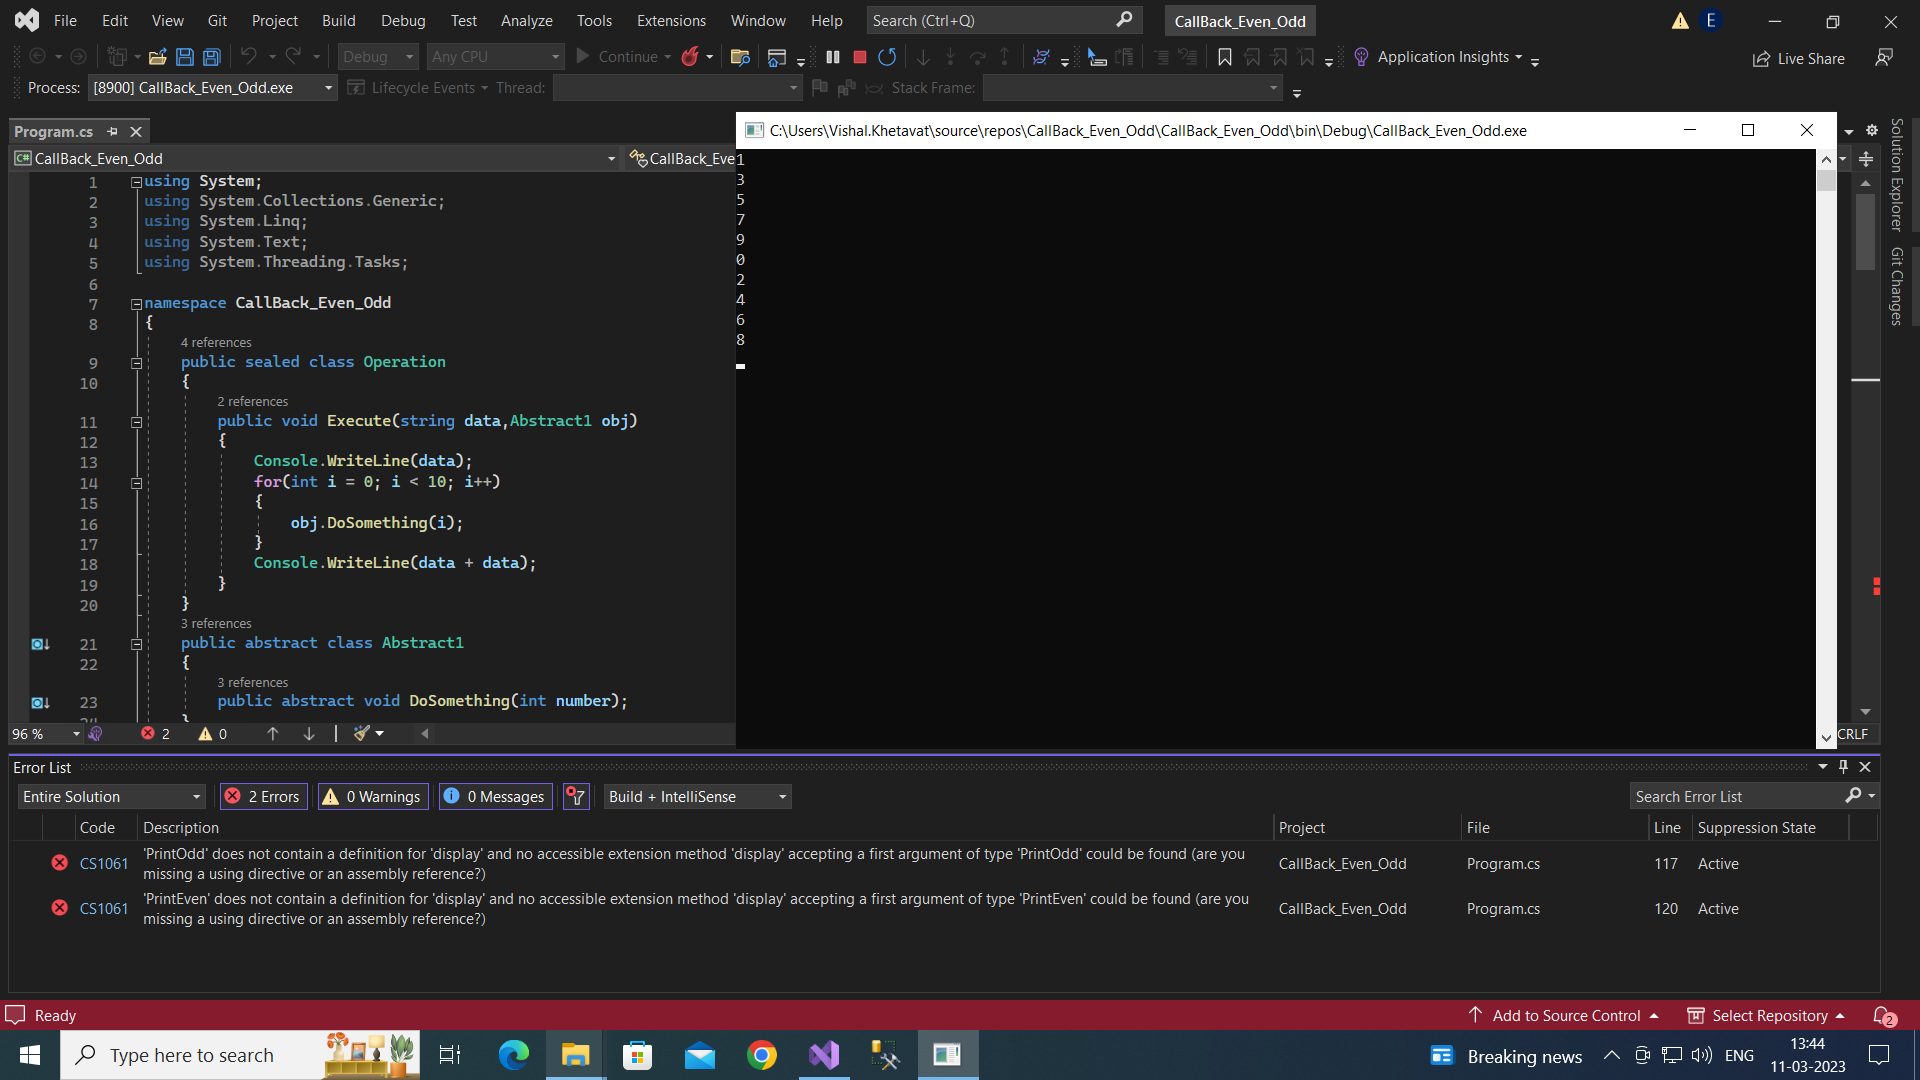 File Edit View Git Project Build Debug Test Analyze Tools Extensions Window Help Search (Ctrl+Q) CallBack_Even_Odd E
Debug Any CPU Continue Application Insights Live Share
Process: [8900] CallBack_Even_Odd.exe Lifecycle Events Thread: Stack Frame:
Program.cs
C:\Users\Vishal.Khetavat\source\repos\CallBack_Even_Odd\CallBack_Even_Odd\bin\Debug\CallBack_Even_Odd.exe
C# CallBack_Even_Odd CallBack_Eve
1
3
5
7
9
0
2
4
6
8
Solution Explorer
Git Changes
1 using System;
2 using System.Collections.Generic;
3 using System.Linq;
4 using System.Text;
5 using System.Threading.Tasks;
6
7 namespace CallBack_Even_Odd
8 {
4 references
9 public sealed class Operation
10 {
2 references
11 public void Execute(string data,Abstract1 obj)
12 {
13 Console.WriteLine(data);
14 for(int i = 0; i < 10; i++)
15 {
16 obj.DoSomething(i);
17 }
18 Console.WriteLine(data + data);
19 }
20 }
3 references
21 public abstract class Abstract1
22 {
3 references
23 public abstract void DoSomething(int number);
24 }
96 % 2 0 CRLF
Error List
Entire Solution 2 Errors 0 Warnings 0 Messages Build + IntelliSense Search Error List
Code Description Project File Line Suppression State
CS1061 'PrintOdd' does not contain a definition for 'display' and no accessible extension method 'display' accepting a first argument of type 'PrintOdd' could be found (are you
missing a using directive or an assembly reference?) CallBack_Even_Odd Program.cs 117 Active
CS1061 'PrintEven' does not contain a definition for 'display' and no accessible extension method 'display' accepting a first argument of type 'PrintEven' could be found (are you
missing a using directive or an assembly reference?) CallBack_Even_Odd Program.cs 120 Active
Ready Add to Source Control Select Repository 2
Type here to search Breaking news ENG 13:44
11-03-2023